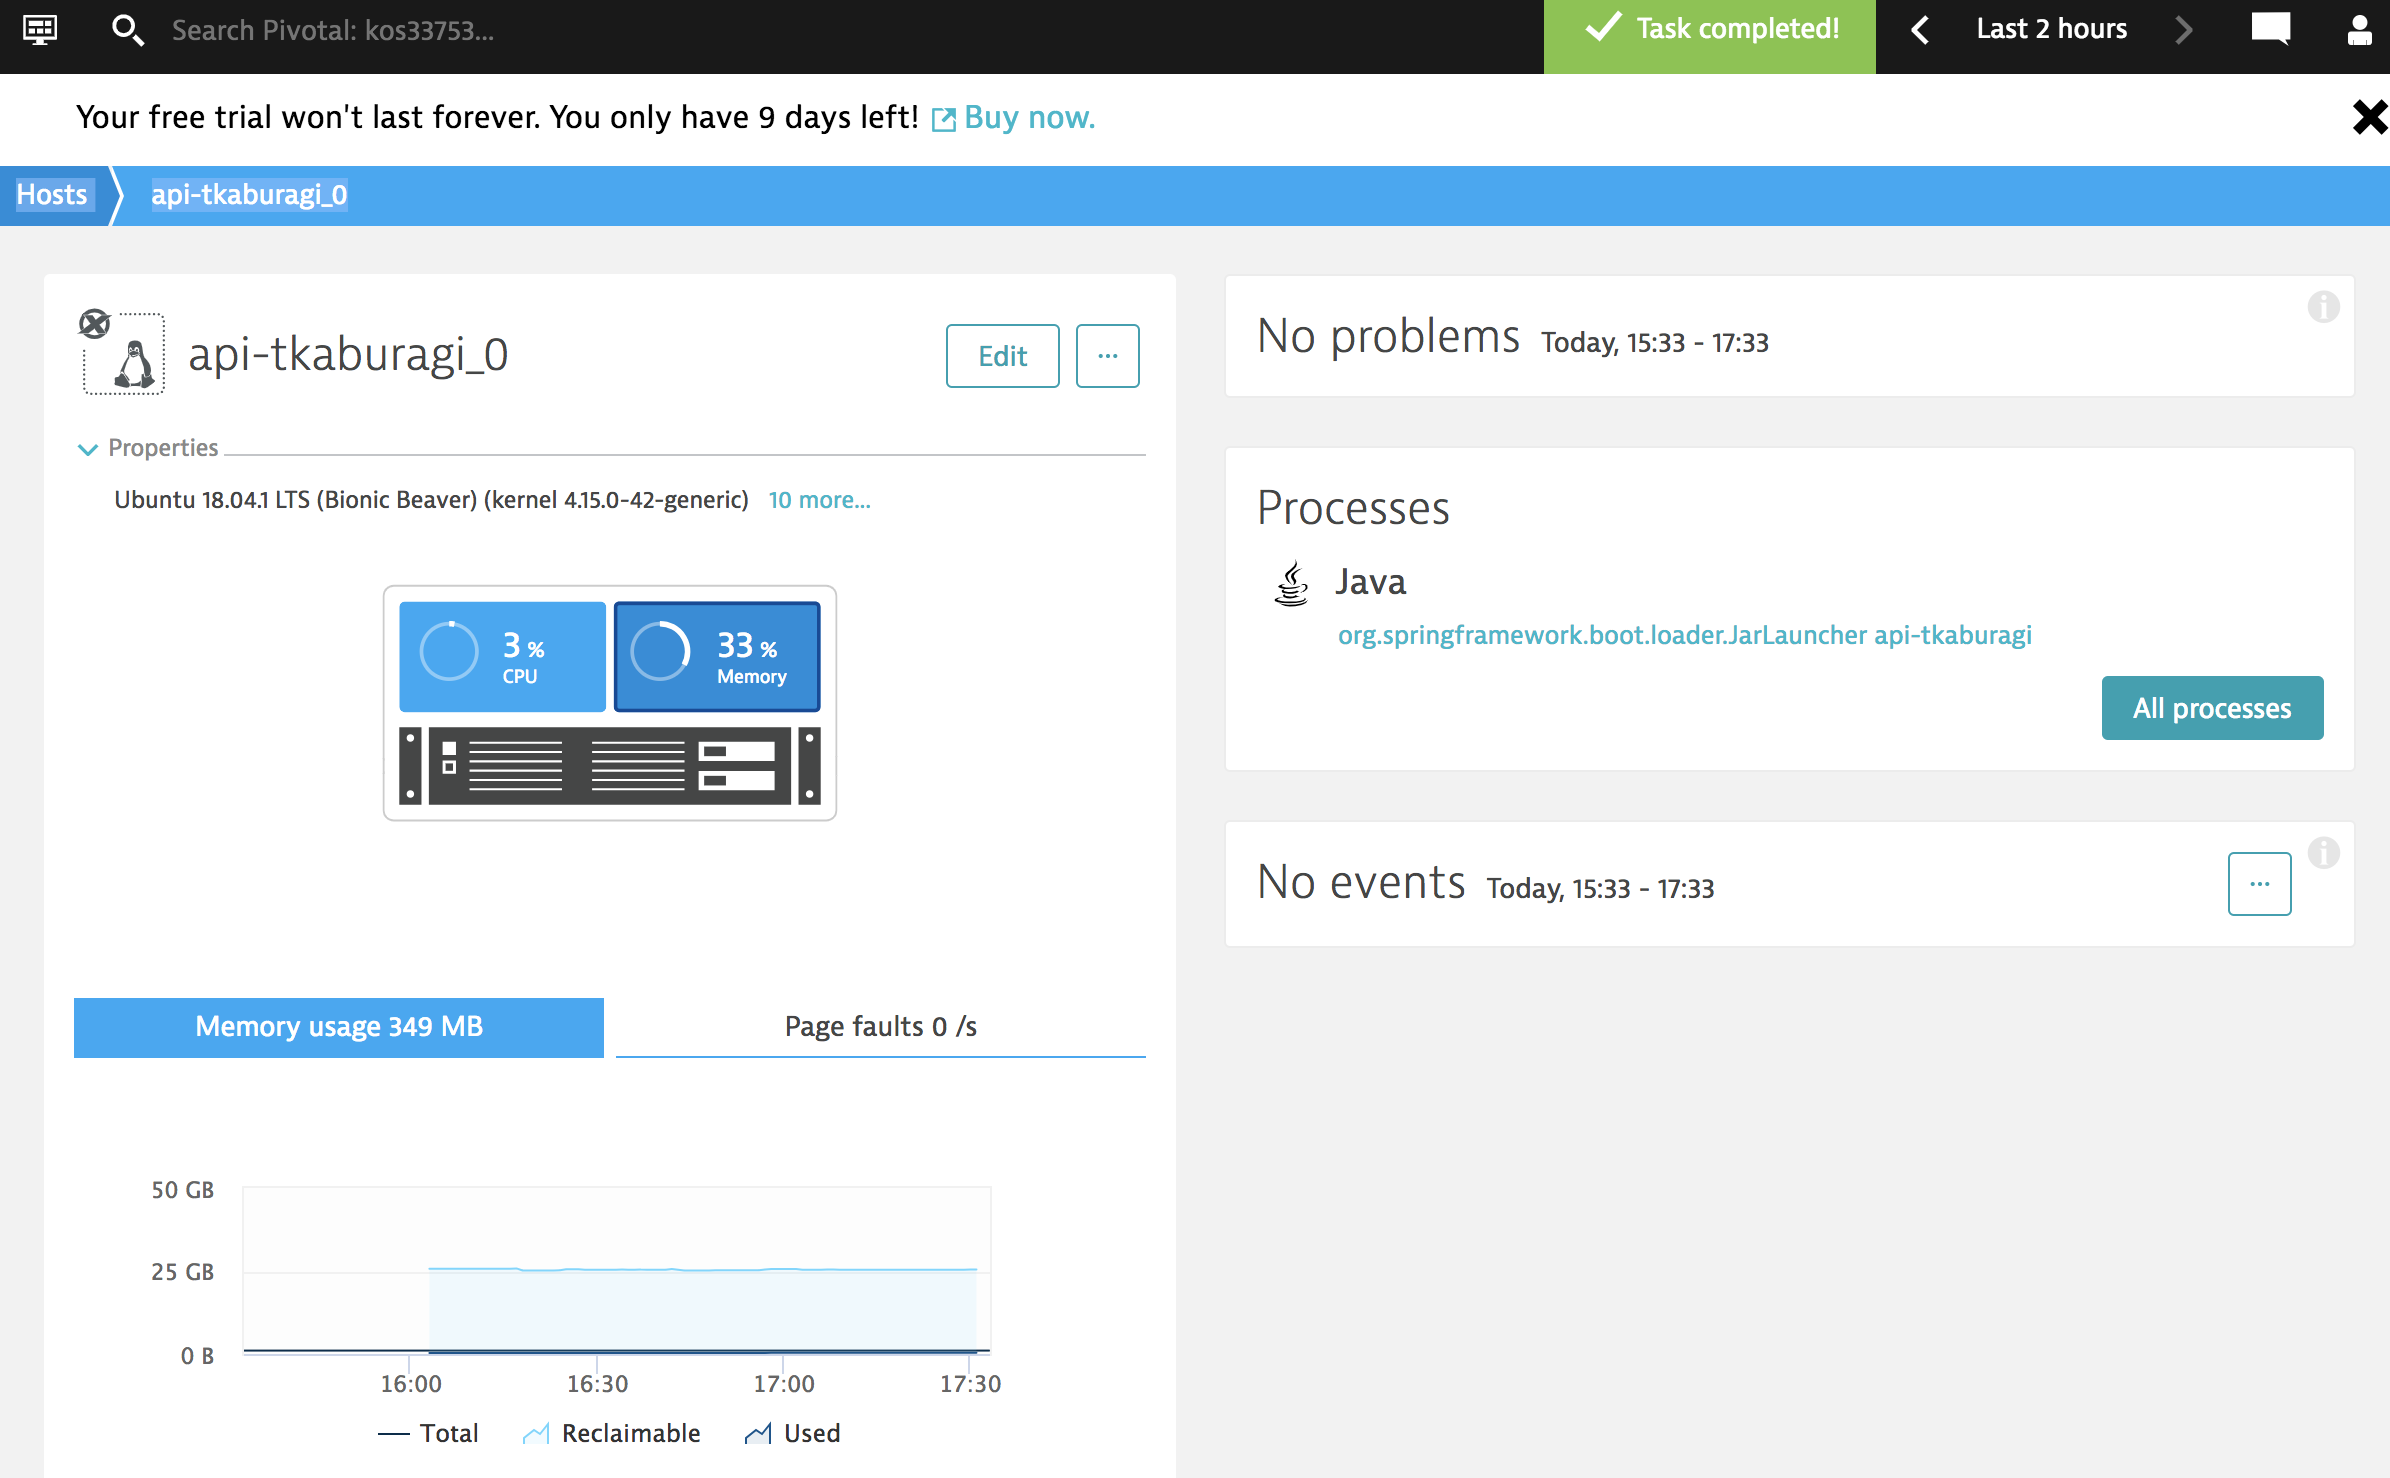 Search Pivotal: kos33753...
Task completed!
Last 2 hours
Your free trial won't last forever. You only have 9 days left! Buy now.
Hosts
api-tkaburagi_0
api-tkaburagi_0
Edit
...
Properties
Ubuntu 18.04.1 LTS (Bionic Beaver) (kernel 4.15.0-42-generic) 10 more...
3 %
CPU
33 %
Memory
Memory usage 349 MB
Page faults 0 /s
50 GB
25 GB
0 B
16:00
16:30
17:00
17:30
Total
Reclaimable
Used
No problems Today, 15:33 - 17:33
Processes
Java
org.springframework.boot.loader.JarLauncher api-tkaburagi
All processes
No events Today, 15:33 - 17:33
...